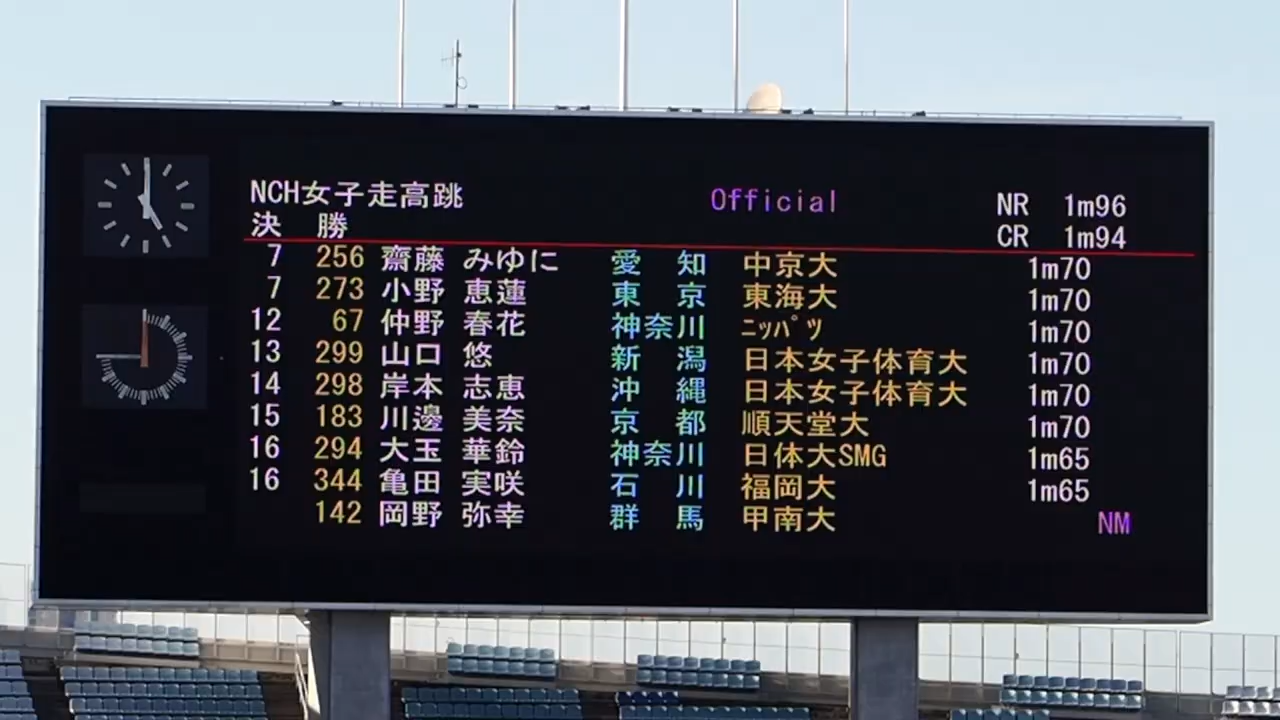 NCH女子走高跳 Official NR 1m96
決 勝 CR 1m94
7 256 齋藤 みゆに 愛 知 中京大 1m70
7 273 小野 恵蓮 東 京 東海大 1m70
12 67 仲野 春花 神奈川 ﾆｯﾊﾟﾂ 1m70
13 299 山口 悠 新 潟 日本女子体育大 1m70
14 298 岸本 志恵 沖 縄 日本女子体育大 1m70
15 183 川邊 美奈 京 都 順天堂大 1m70
16 294 大玉 華鈴 神奈川 日体大SMG 1m65
16 344 亀田 実咲 石 川 福岡大 1m65
142 岡野 弥幸 群 馬 甲南大 NM